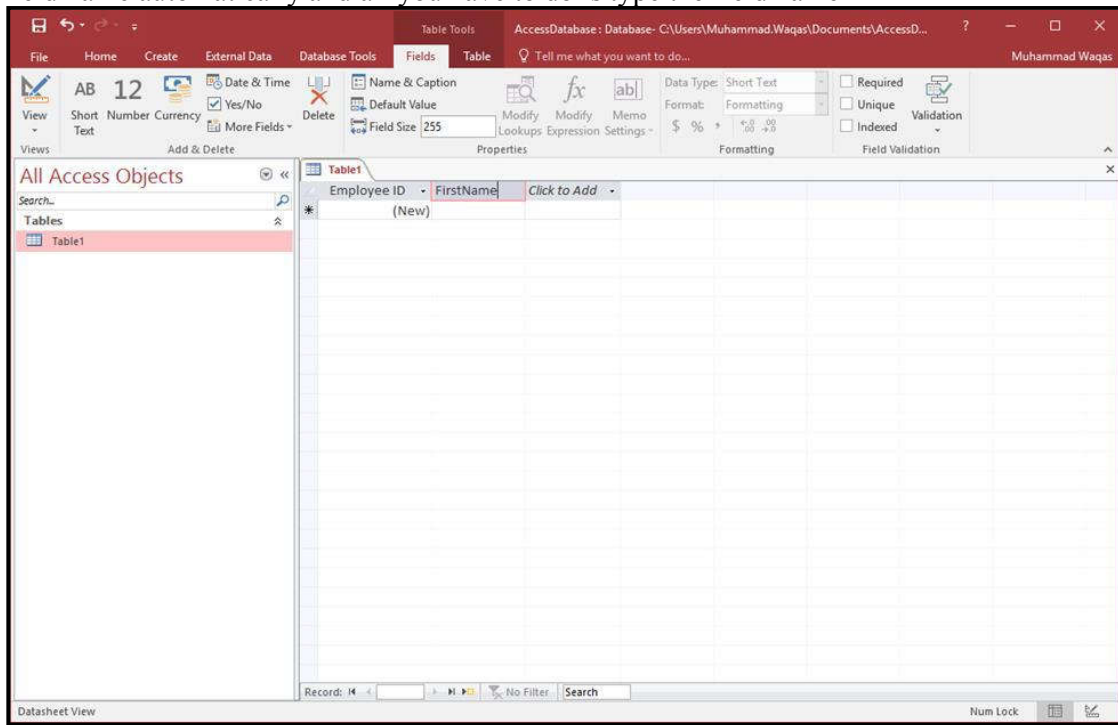 Table Tools AccessDatabase : Database- C:\Users\Muhammad.Waqas\Documents\AccessD... ?
File Home Create External Data Database Tools Fields Table Tell me what you want to do... Muhammad Waqas
View
Views
AB
Short Text
12
Number
Currency
Date & Time
Yes/No
More Fields
Add & Delete
Delete
Name & Caption
Default Value
Field Size 255
Modify Lookups
fx
Modify Expression
ab|
Memo Settings
Properties
Data Type: Short Text
Format: Formatting
$ % ,
Formatting
Required
Unique
Indexed
Validation
Field Validation
All Access Objects
Search...
Tables
Table1
Table1
Employee ID FirstName Click to Add
(New)
Record: No Filter Search
Datasheet View Num Lock